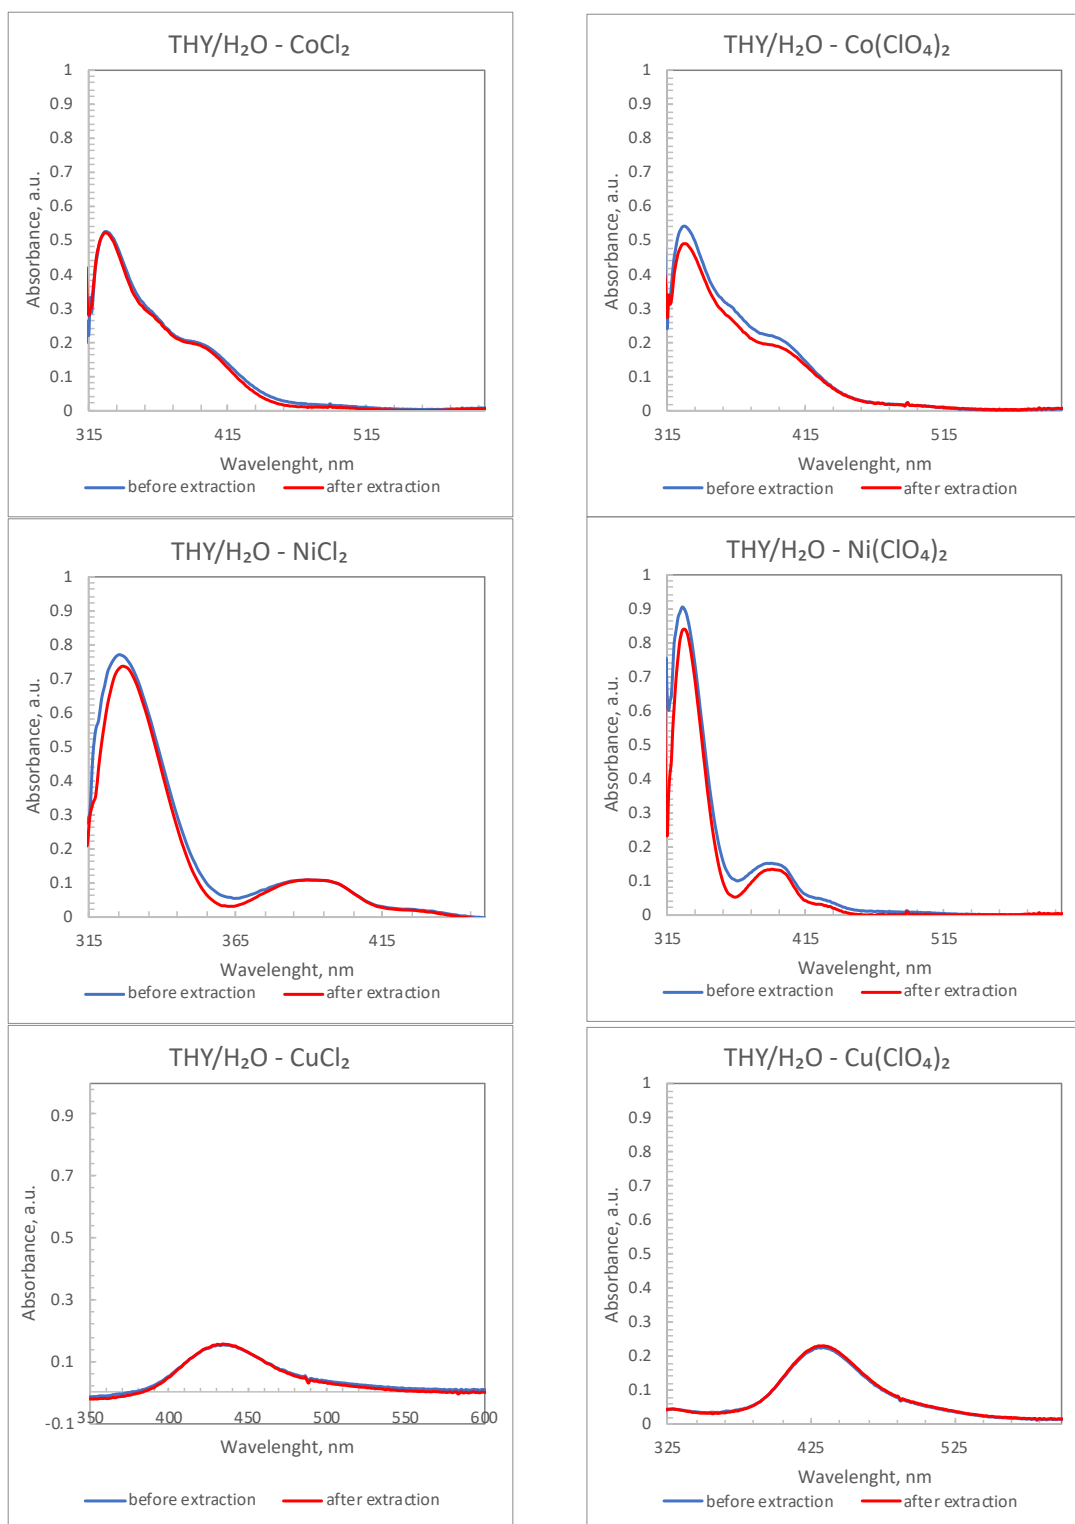 THY/H₂O - CoCl₂
1
0.9
0.8
0.7
0.6
0.5
0.4
0.3
0.2
0.1
0
Absorbance, a.u.
315 415 515
Wavelenght, nm
before extraction after extraction
THY/H₂O - Co(ClO₄)₂
1
0.9
0.8
0.7
0.6
0.5
0.4
0.3
0.2
0.1
0
Absorbance, a.u.
315 415 515
Wavelenght, nm
before extraction after extraction
THY/H₂O - NiCl₂
1
0.9
0.8
0.7
0.6
0.5
0.4
0.3
0.2
0.1
0
Absorbance, a.u.
315 365 415
Wavelenght, nm
before extraction after extraction
THY/H₂O - Ni(ClO₄)₂
1
0.9
0.8
0.7
0.6
0.5
0.4
0.3
0.2
0.1
0
Absorbance, a.u.
315 415 515
Wavelenght, nm
before extraction after extraction
THY/H₂O - CuCl₂
0.9
0.7
0.5
0.3
0.1
-0.1
Absorbance, a.u.
350 400 450 500 550 600
Wavelenght, nm
before extraction after extraction
THY/H₂O - Cu(ClO₄)₂
1
0.9
0.8
0.7
0.6
0.5
0.4
0.3
0.2
0.1
0
Absorbance, a.u.
325 425 525
Wavelenght, nm
before extraction after extraction